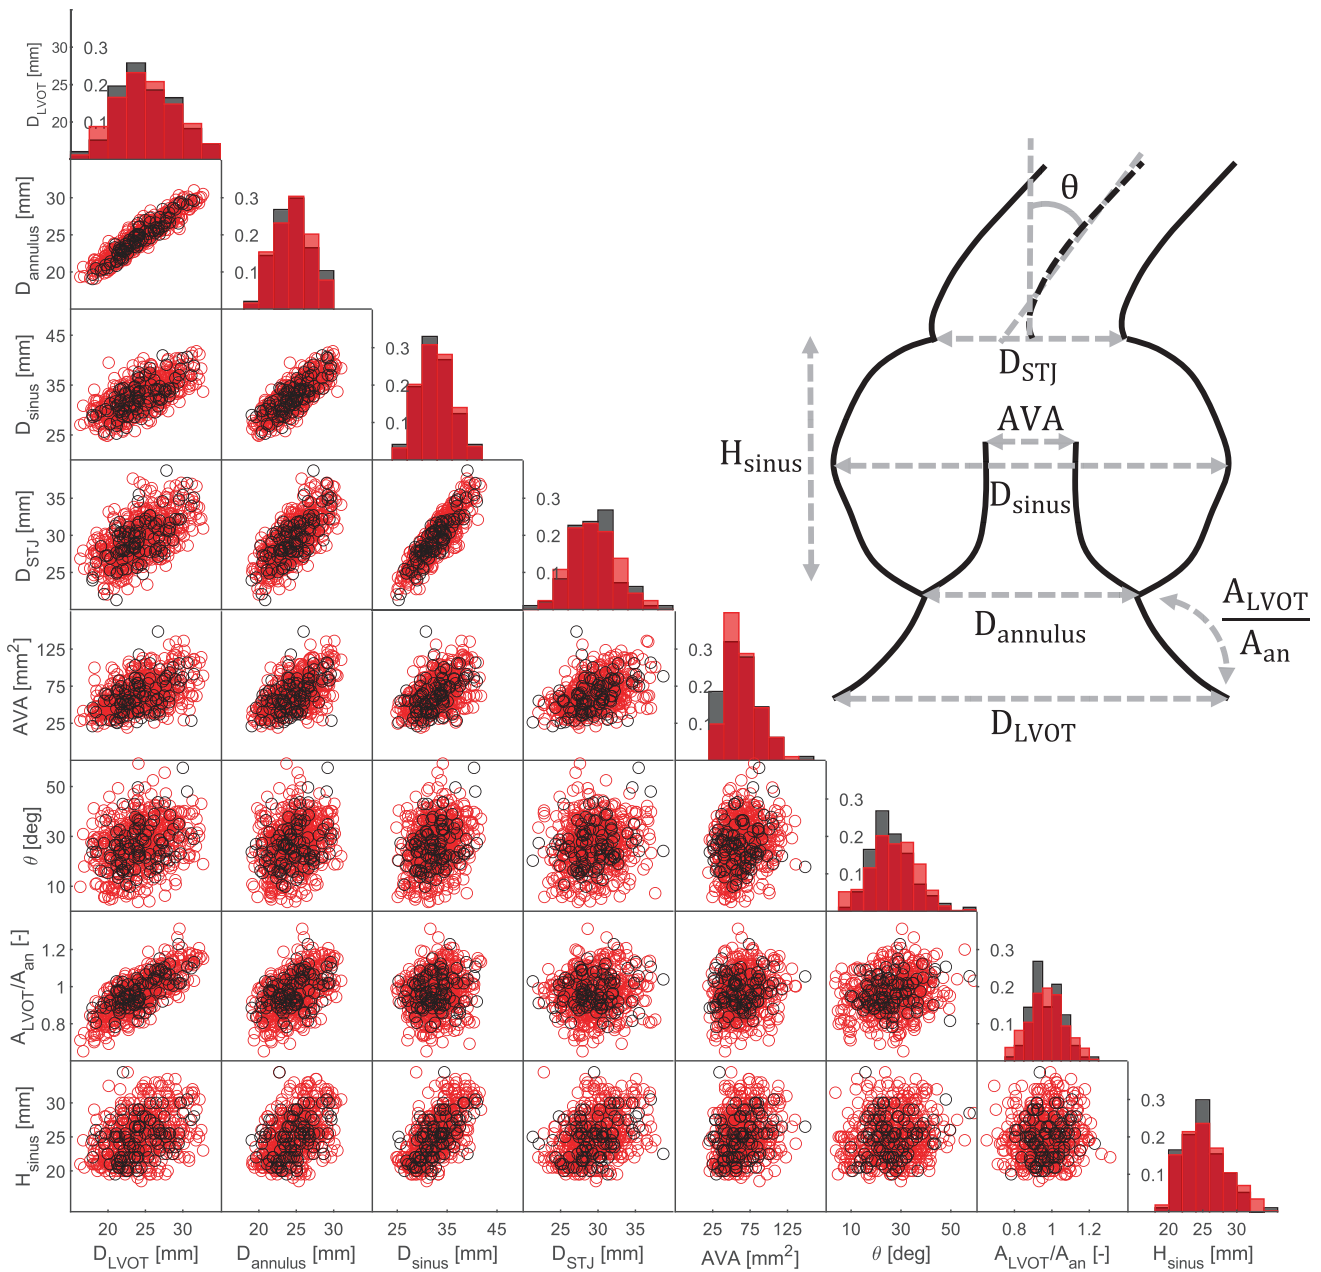 D_LVOT [mm]
30
25
20
0.3
0.2
0.1
D_annulus [mm]
30
25
20
0.3
0.2
0.1
D_sinus [mm]
45
35
25
0.3
0.2
0.1
D_STJ [mm]
35
30
25
0.3
0.2
0.1
AVA [mm²]
125
75
25
0.3
0.2
0.1
θ [deg]
50
30
10
0.3
0.2
0.1
A_LVOT/A_an [-]
1.2
1
0.8
0.3
0.2
0.1
H_sinus [mm]
30
25
20
0.3
0.2
0.1
20 25 30
D_LVOT [mm]
20 25 30
D_annulus [mm]
25 35 45
D_sinus [mm]
25 30 35
D_STJ [mm]
25 75 125
AVA [mm²]
10 30 50
θ [deg]
0.8 1 1.2
A_LVOT/A_an [-]
20 25 30
H_sinus [mm]
θ
D_STJ
AVA
H_sinus
D_sinus
D_annulus
A_LVOT
A_an
D_LVOT